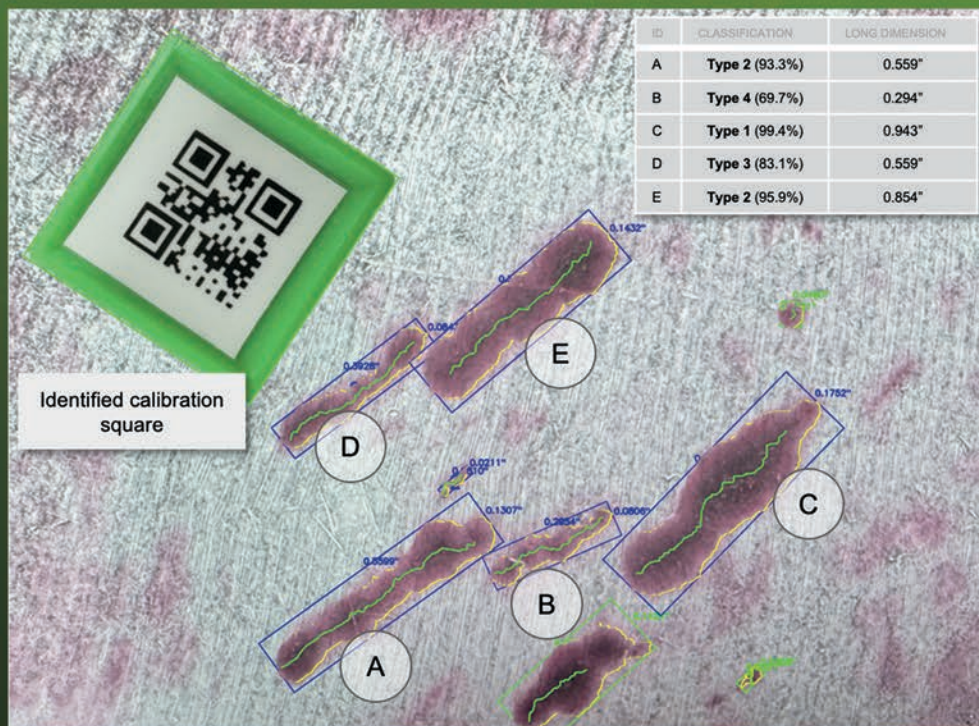 ID CLASSIFICATION LONG DIMENSION
A Type 2 (93.3%) 0.559"
B Type 4 (69.7%) 0.294"
C Type 1 (99.4%) 0.943"
D Type 3 (83.1%) 0.559"
E Type 2 (95.9%) 0.854"
0.1432"
E
Identified calibration
square
D
0.1752"
0.0211"
C
0.1307"
0.0806"
B
A